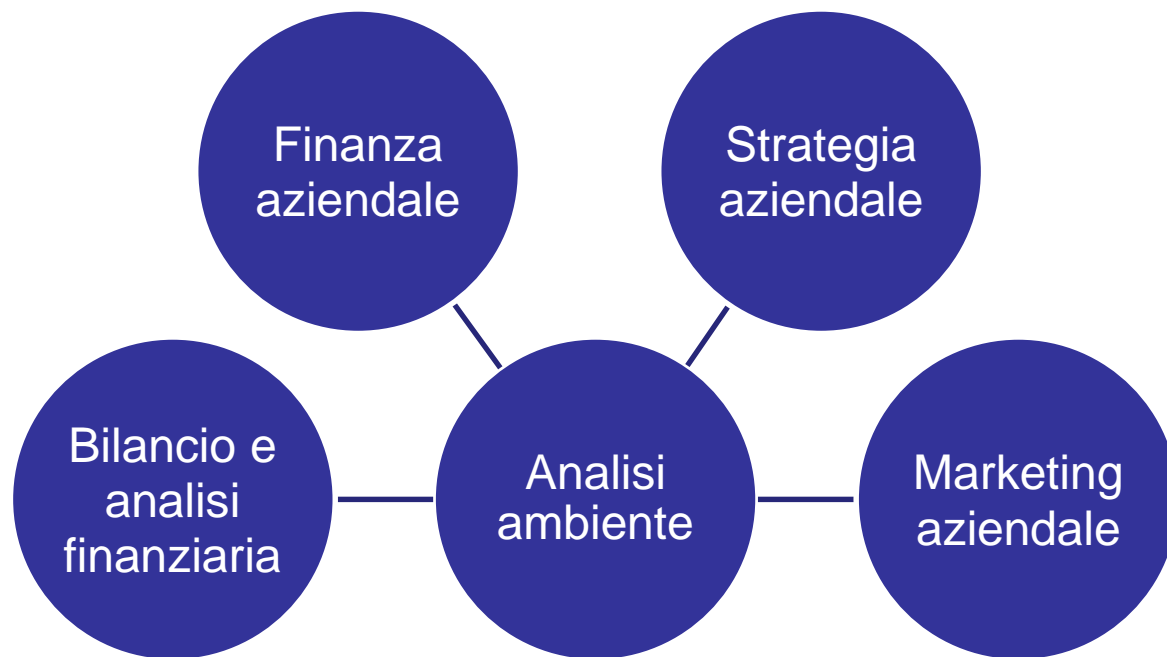 Finanza
aziendale
Strategia
aziendale
Bilancio e
analisi
finanziaria
Analisi
ambiente
Marketing
aziendale